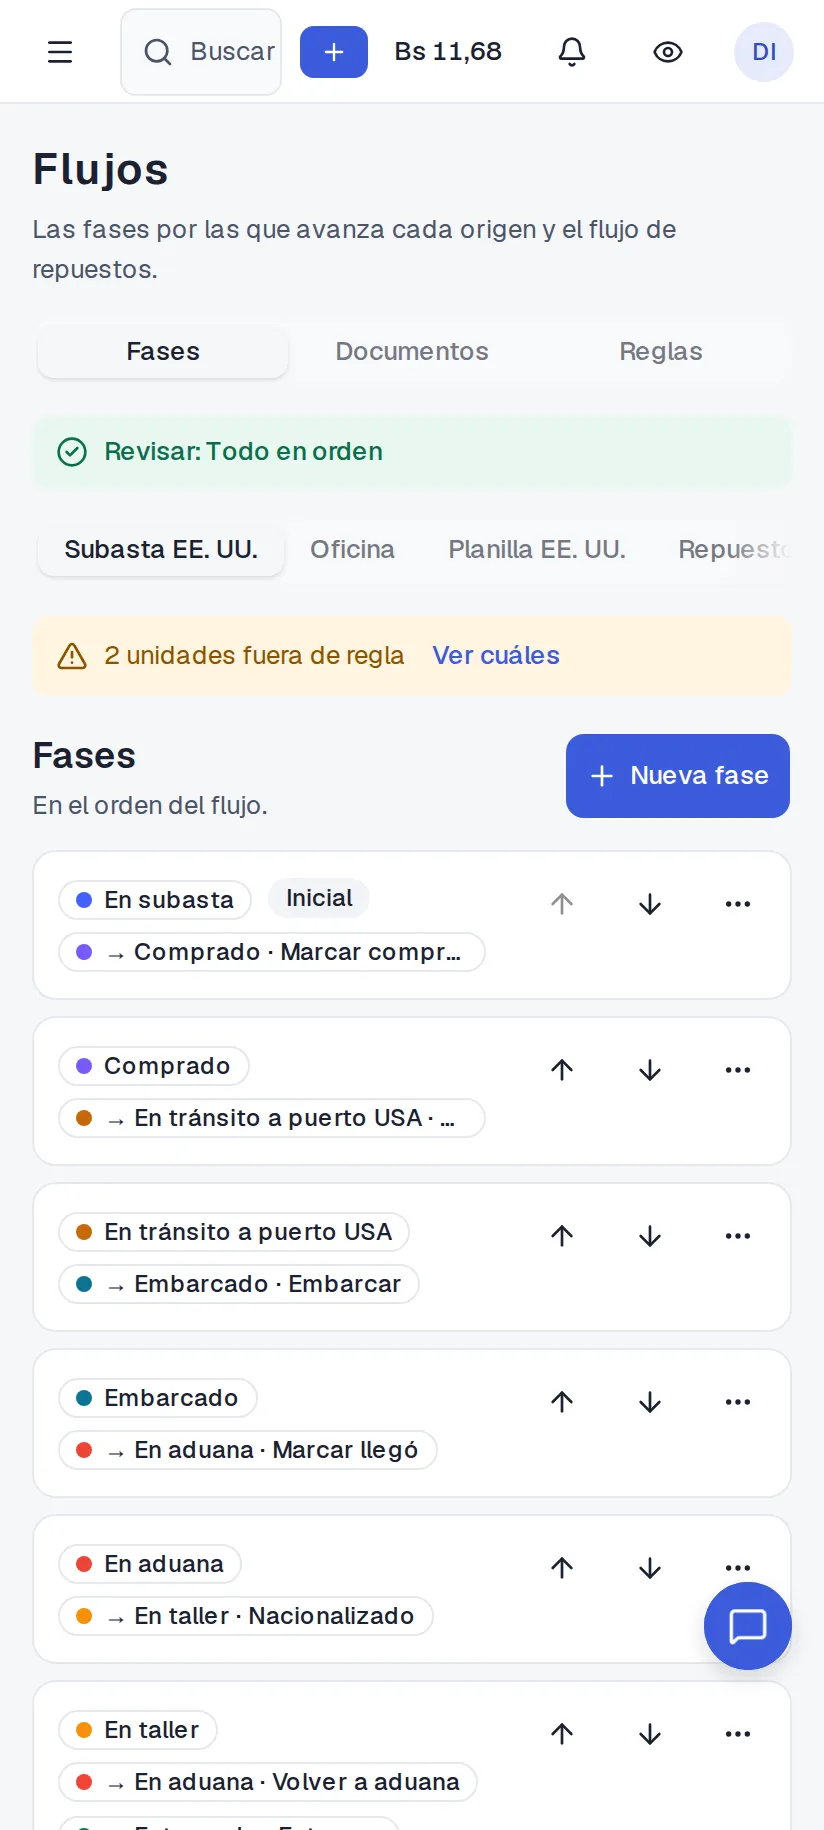 Buscar
Bs 11,68
DI
Flujos
Las fases por las que avanza cada origen y el flujo de
repuestos.
Fases
Documentos
Reglas
Revisar: Todo en orden
Subasta EE. UU.
Oficina
Planilla EE. UU.
Repuesto
2 unidades fuera de regla
Ver cuáles
Fases
En el orden del flujo.
Nueva fase
En subasta
Inicial
→ Comprado · Marcar compr...
Comprado
→ En tránsito a puerto USA · ...
En tránsito a puerto USA
→ Embarcado · Embarcar
Embarcado
→ En aduana · Marcar llegó
En aduana
→ En taller · Nacionalizado
En taller
→ En aduana · Volver a aduana